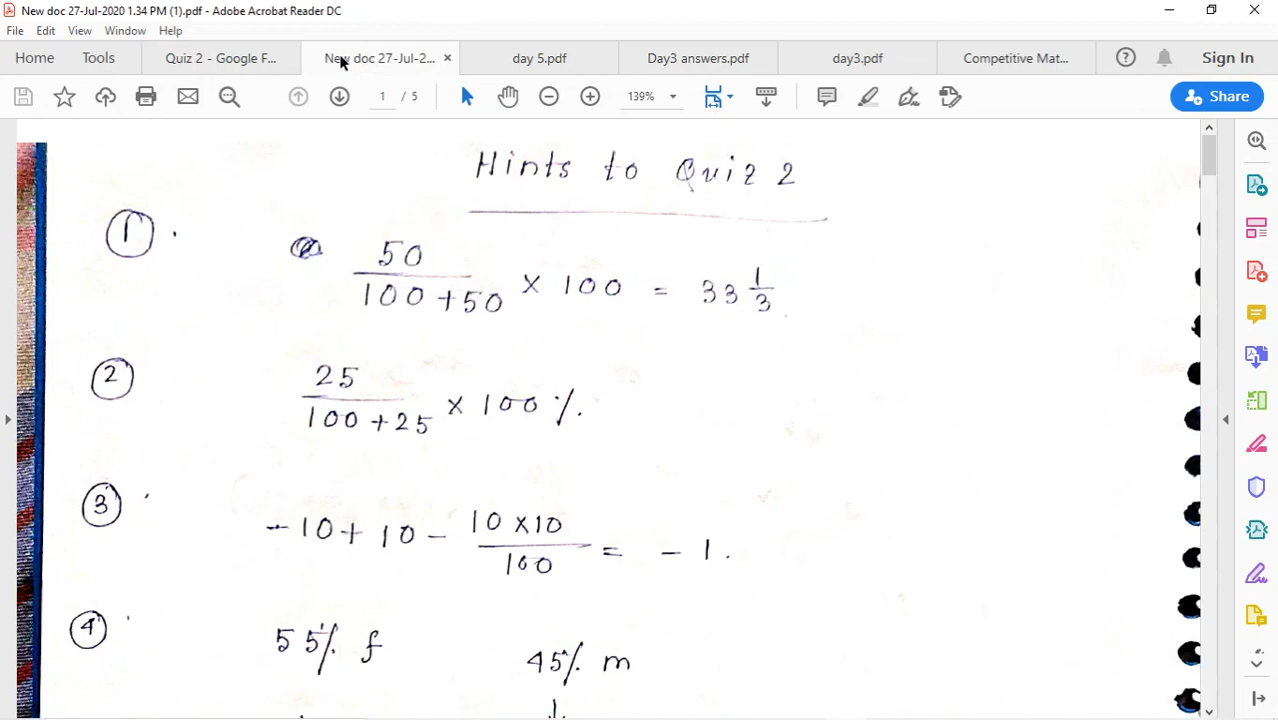 New doc 27-Jul-2020 1.34 PM (1).pdf - Adobe Acrobat Reader DC
File Edit View Window Help
Home Tools Quiz 2 - Google F... New doc 27-Jul-2... × day 5.pdf Day3 answers.pdf day3.pdf Competitive Mat... Sign In
1 / 5 139% Share
Hints to Quiz 2
1. 50/(100+50) × 100 = 33 1/3
2 25/(100+25) × 100 %.
3. -10+10-(10×10)/100 = -1.
4. 55% f 45% m